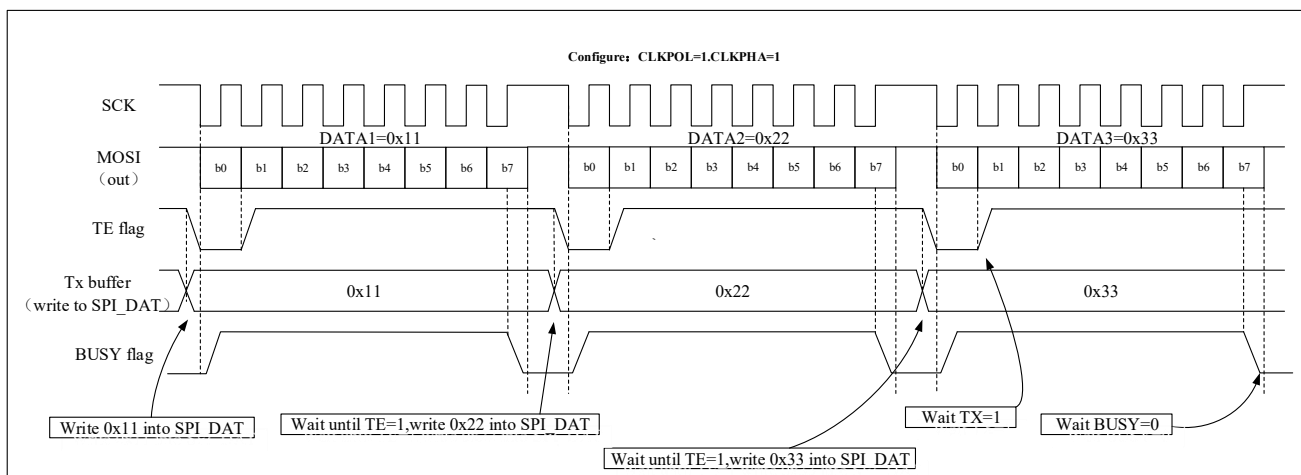 Configure：CLKPOL=1.CLKPHA=1
SCK
DATA1=0x11 DATA2=0x22 DATA3=0x33
MOSI
（out）
b0 b1 b2 b3 b4 b5 b6 b7 b0 b1 b2 b3 b4 b5 b6 b7 b0 b1 b2 b3 b4 b5 b6 b7
TE flag
Tx buffer
（write to SPI_DAT）
0x11 0x22 0x33
BUSY flag
Write 0x11 into SPI_DAT
Wait until TE=1,write 0x22 into SPI_DAT
Wait TX=1
Wait BUSY=0
Wait until TE=1,write 0x33 into SPI_DAT